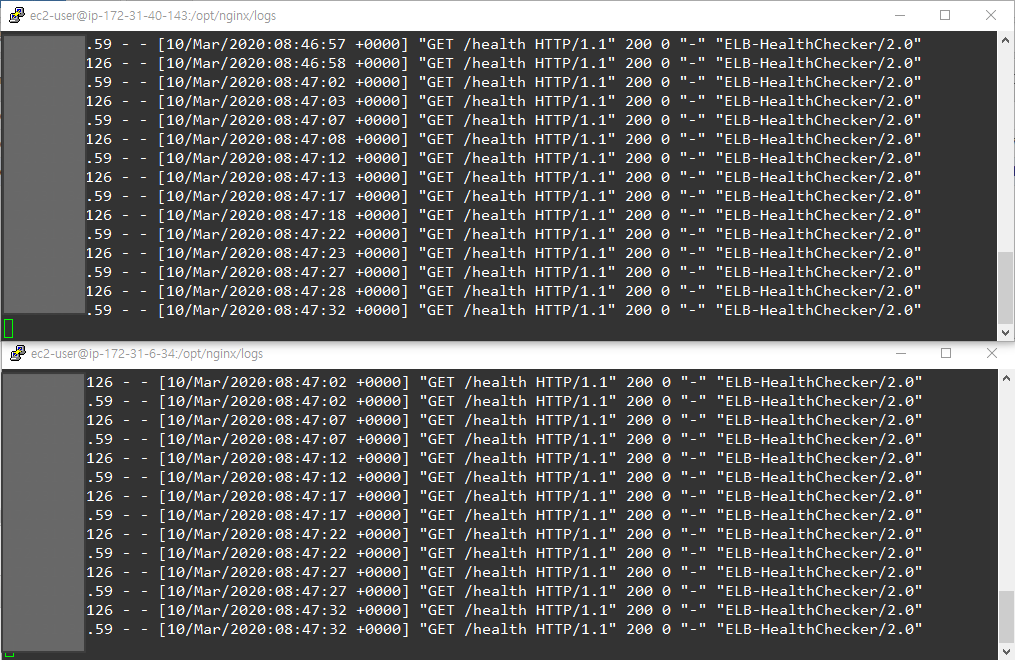 ec2-user@ip-172-31-40-143:/opt/nginx/logs
.59 - - [10/Mar/2020:08:46:57 +0000] "GET /health HTTP/1.1" 200 0 "-" "ELB-HealthChecker/2.0"
126 - - [10/Mar/2020:08:46:58 +0000] "GET /health HTTP/1.1" 200 0 "-" "ELB-HealthChecker/2.0"
.59 - - [10/Mar/2020:08:47:02 +0000] "GET /health HTTP/1.1" 200 0 "-" "ELB-HealthChecker/2.0"
126 - - [10/Mar/2020:08:47:03 +0000] "GET /health HTTP/1.1" 200 0 "-" "ELB-HealthChecker/2.0"
.59 - - [10/Mar/2020:08:47:07 +0000] "GET /health HTTP/1.1" 200 0 "-" "ELB-HealthChecker/2.0"
126 - - [10/Mar/2020:08:47:08 +0000] "GET /health HTTP/1.1" 200 0 "-" "ELB-HealthChecker/2.0"
.59 - - [10/Mar/2020:08:47:12 +0000] "GET /health HTTP/1.1" 200 0 "-" "ELB-HealthChecker/2.0"
126 - - [10/Mar/2020:08:47:13 +0000] "GET /health HTTP/1.1" 200 0 "-" "ELB-HealthChecker/2.0"
.59 - - [10/Mar/2020:08:47:17 +0000] "GET /health HTTP/1.1" 200 0 "-" "ELB-HealthChecker/2.0"
126 - - [10/Mar/2020:08:47:18 +0000] "GET /health HTTP/1.1" 200 0 "-" "ELB-HealthChecker/2.0"
.59 - - [10/Mar/2020:08:47:22 +0000] "GET /health HTTP/1.1" 200 0 "-" "ELB-HealthChecker/2.0"
126 - - [10/Mar/2020:08:47:23 +0000] "GET /health HTTP/1.1" 200 0 "-" "ELB-HealthChecker/2.0"
.59 - - [10/Mar/2020:08:47:27 +0000] "GET /health HTTP/1.1" 200 0 "-" "ELB-HealthChecker/2.0"
126 - - [10/Mar/2020:08:47:28 +0000] "GET /health HTTP/1.1" 200 0 "-" "ELB-HealthChecker/2.0"
.59 - - [10/Mar/2020:08:47:32 +0000] "GET /health HTTP/1.1" 200 0 "-" "ELB-HealthChecker/2.0"
ec2-user@ip-172-31-6-34:/opt/nginx/logs
126 - - [10/Mar/2020:08:47:02 +0000] "GET /health HTTP/1.1" 200 0 "-" "ELB-HealthChecker/2.0"
.59 - - [10/Mar/2020:08:47:02 +0000] "GET /health HTTP/1.1" 200 0 "-" "ELB-HealthChecker/2.0"
126 - - [10/Mar/2020:08:47:07 +0000] "GET /health HTTP/1.1" 200 0 "-" "ELB-HealthChecker/2.0"
.59 - - [10/Mar/2020:08:47:07 +0000] "GET /health HTTP/1.1" 200 0 "-" "ELB-HealthChecker/2.0"
126 - - [10/Mar/2020:08:47:12 +0000] "GET /health HTTP/1.1" 200 0 "-" "ELB-HealthChecker/2.0"
.59 - - [10/Mar/2020:08:47:12 +0000] "GET /health HTTP/1.1" 200 0 "-" "ELB-HealthChecker/2.0"
126 - - [10/Mar/2020:08:47:17 +0000] "GET /health HTTP/1.1" 200 0 "-" "ELB-HealthChecker/2.0"
.59 - - [10/Mar/2020:08:47:17 +0000] "GET /health HTTP/1.1" 200 0 "-" "ELB-HealthChecker/2.0"
126 - - [10/Mar/2020:08:47:22 +0000] "GET /health HTTP/1.1" 200 0 "-" "ELB-HealthChecker/2.0"
.59 - - [10/Mar/2020:08:47:22 +0000] "GET /health HTTP/1.1" 200 0 "-" "ELB-HealthChecker/2.0"
126 - - [10/Mar/2020:08:47:27 +0000] "GET /health HTTP/1.1" 200 0 "-" "ELB-HealthChecker/2.0"
.59 - - [10/Mar/2020:08:47:27 +0000] "GET /health HTTP/1.1" 200 0 "-" "ELB-HealthChecker/2.0"
126 - - [10/Mar/2020:08:47:32 +0000] "GET /health HTTP/1.1" 200 0 "-" "ELB-HealthChecker/2.0"
.59 - - [10/Mar/2020:08:47:32 +0000] "GET /health HTTP/1.1" 200 0 "-" "ELB-HealthChecker/2.0"